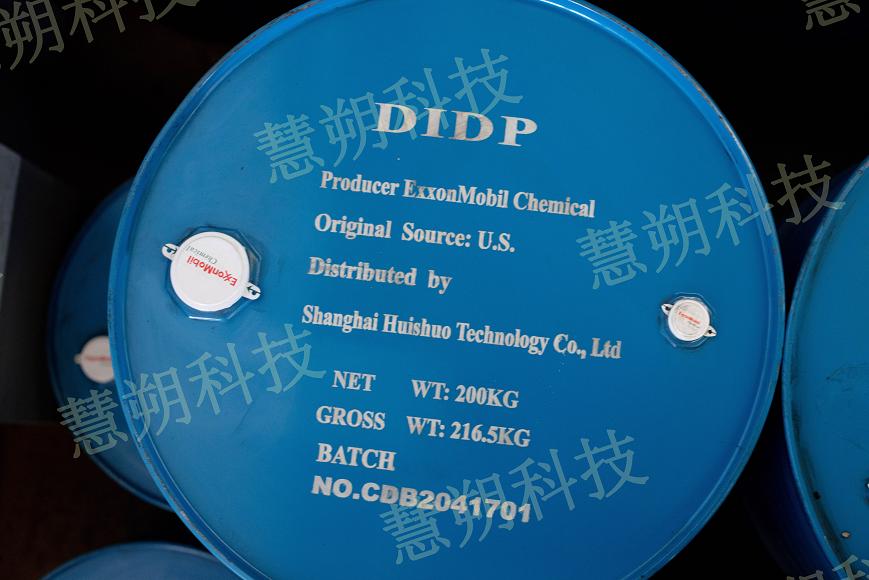 DIDP
Producer ExxonMobil Chemical
Original Source: U.S.
Distributed by
Shanghai Huishuo Technology Co., Ltd
NET WT: 200KG
GROSS WT: 216.5KG
BATCH
NO.CDB2041701
ExxonMobil
Chemical
ExxonMobil
慧朔科技
慧朔科技
慧朔科技
慧朔科技
慧朔科技